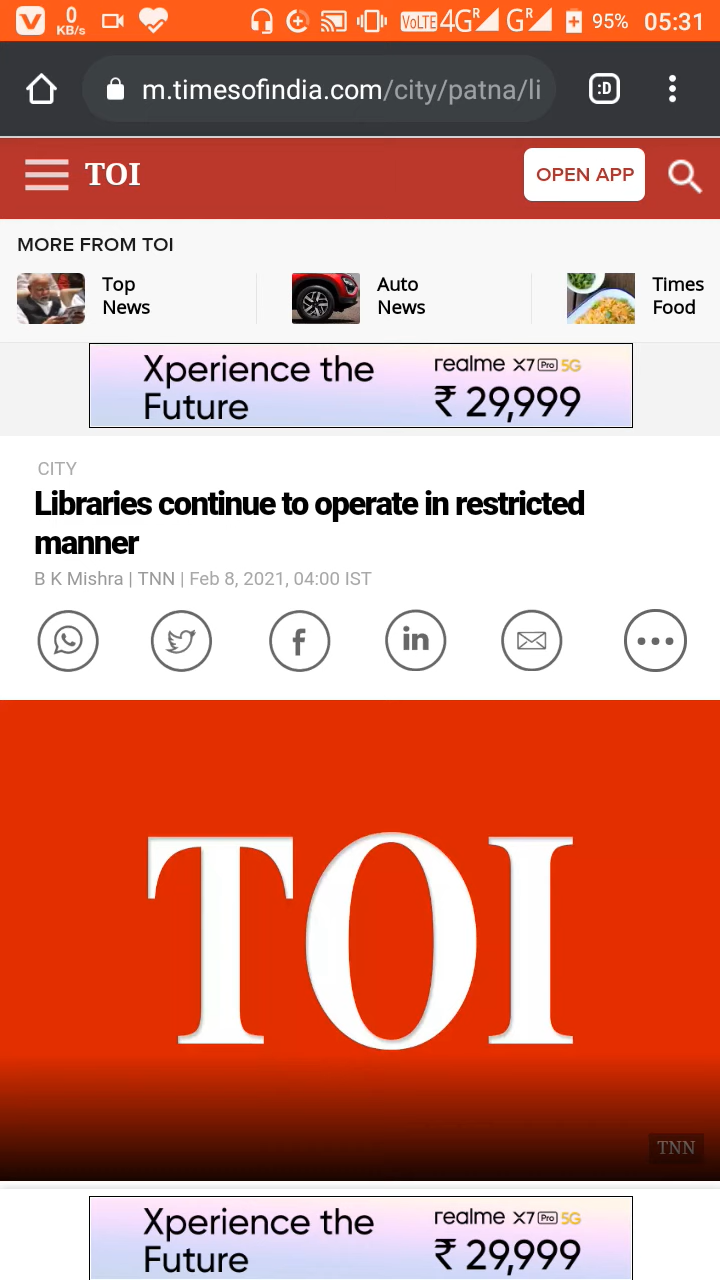 0 KB/s VoLTE 4G R G R 95% 05:31
m.timesofindia.com/city/patna/li :D
TOI OPEN APP
MORE FROM TOI
Top News
Auto News
Times Food
Xperience the Future
realme X7 Pro 5G
₹ 29,999
CITY
Libraries continue to operate in restricted
manner
B K Mishra | TNN | Feb 8, 2021, 04:00 IST
f in
TOI
TNN
Xperience the Future
realme X7 Pro 5G
₹ 29,999